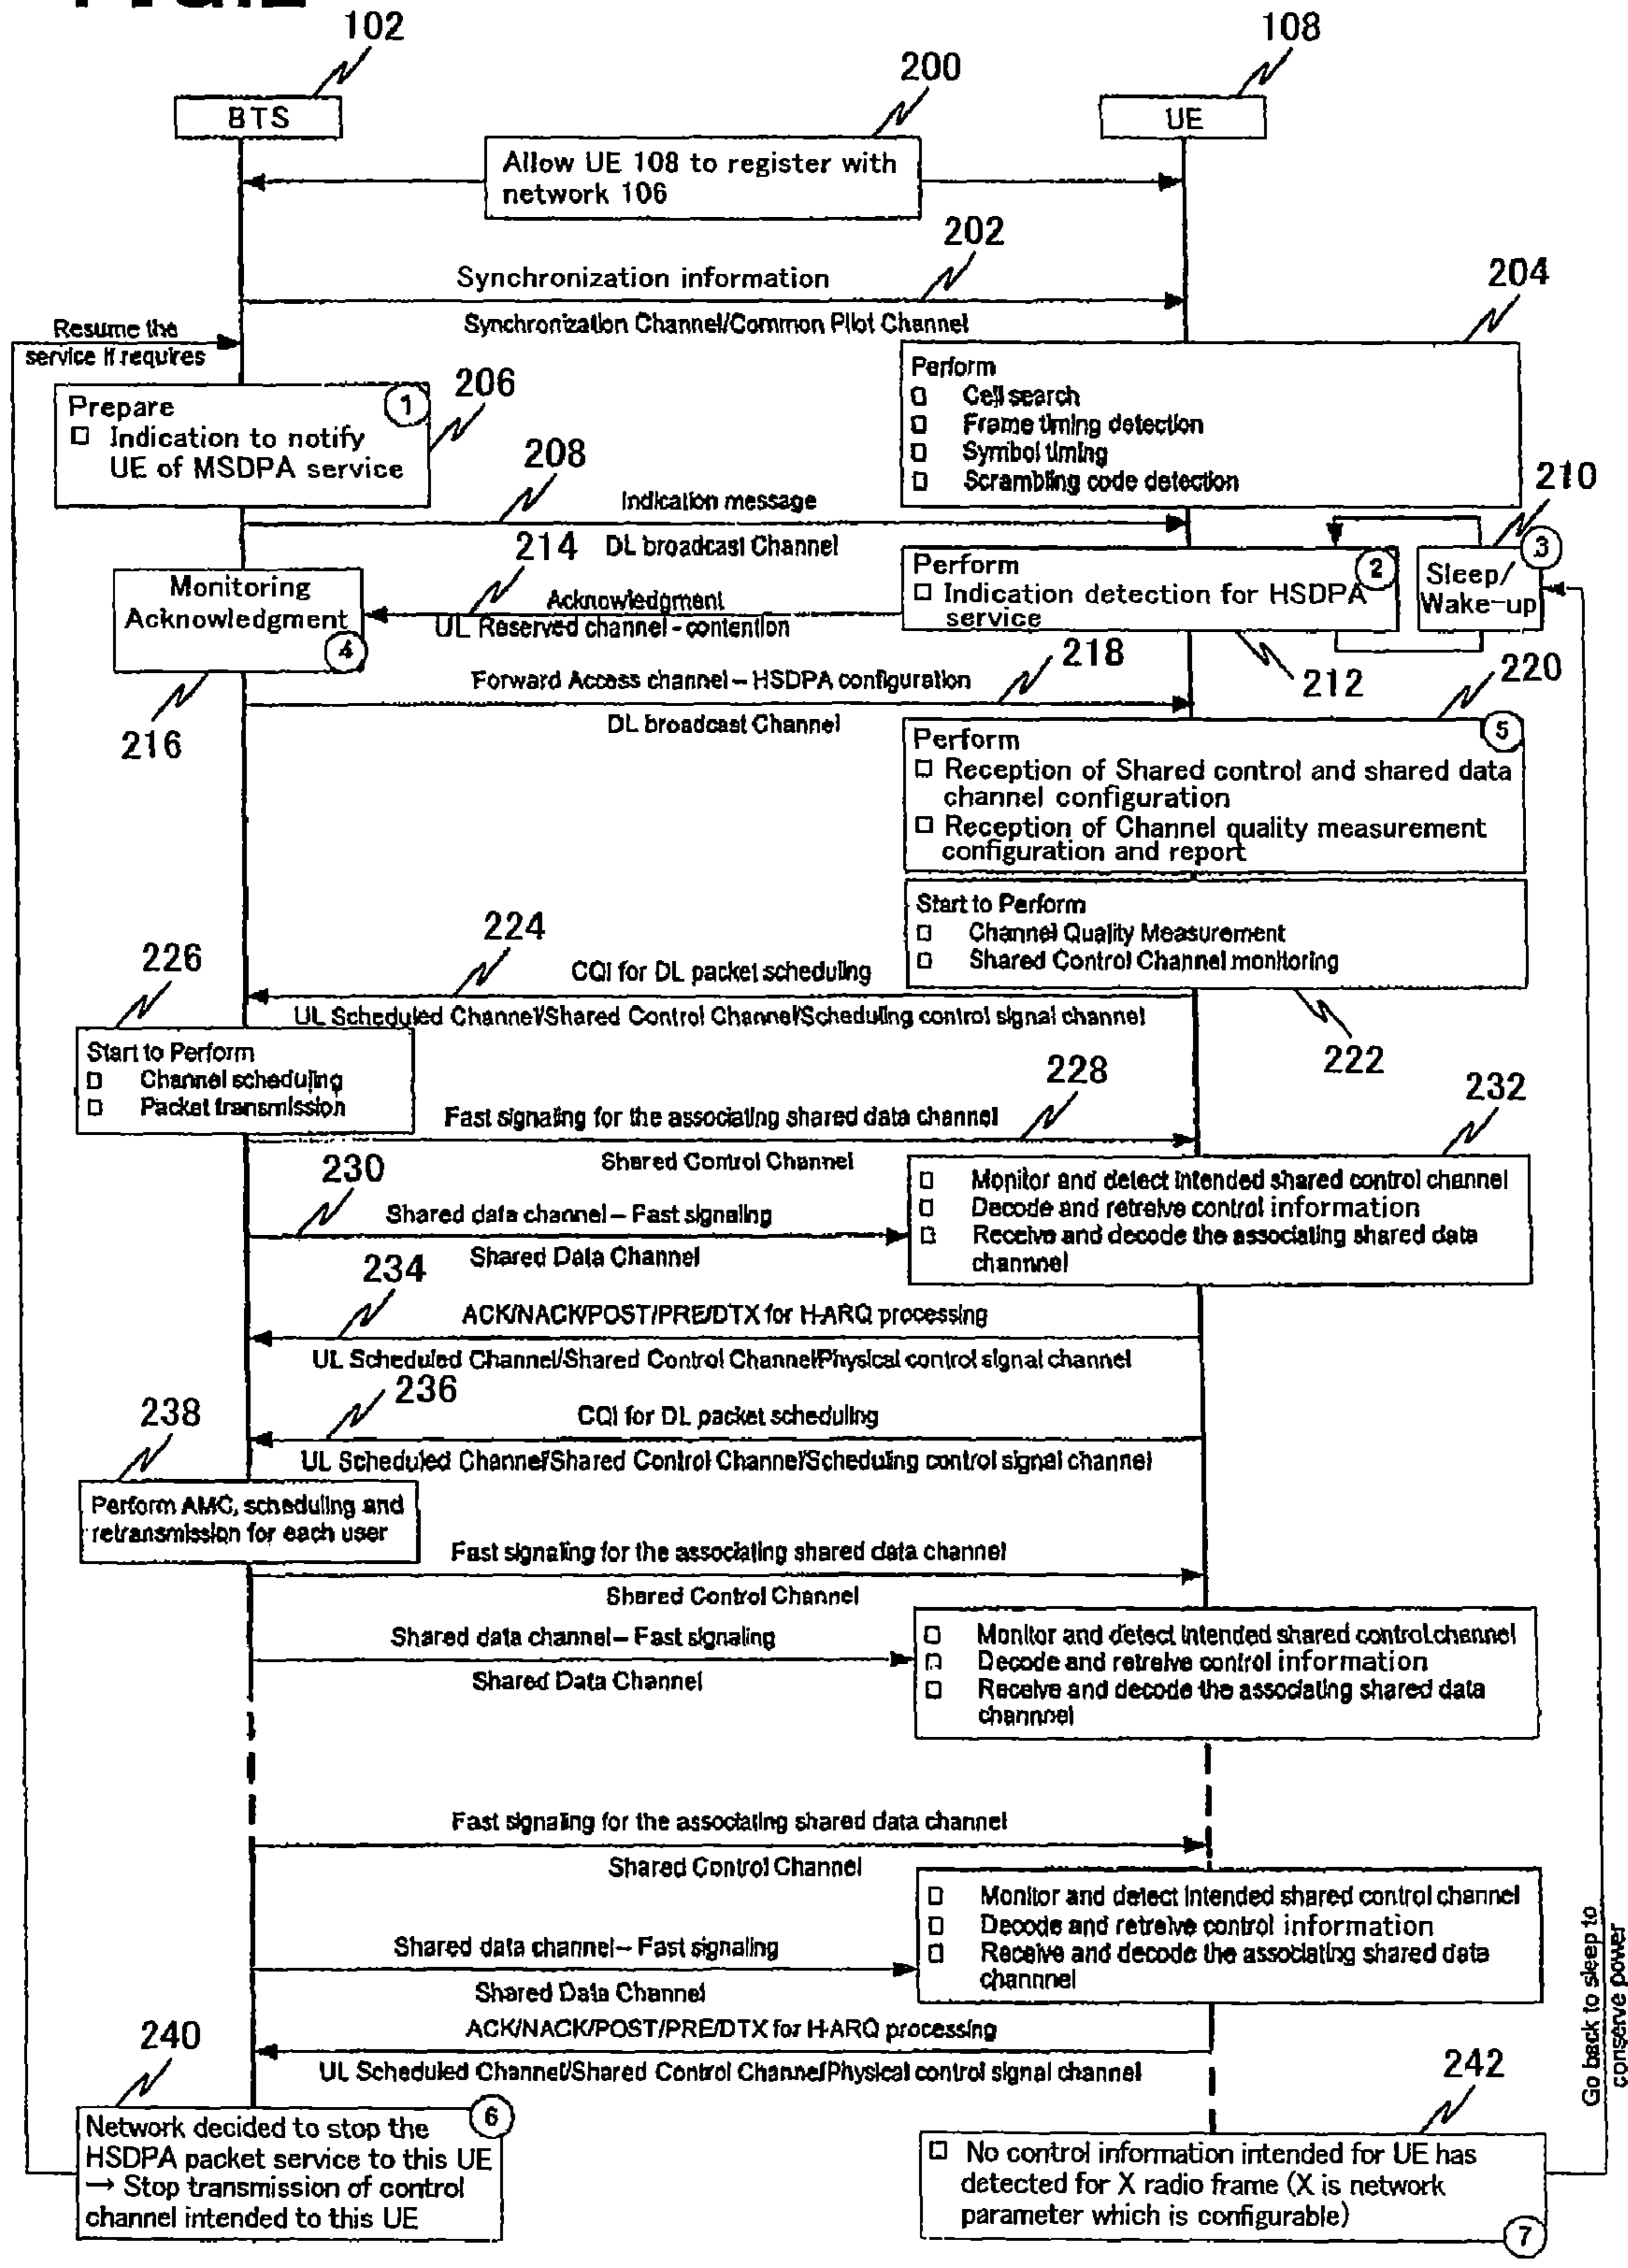 102
108
200
BTS
UE
Allow UE 108 to register with
network 106
202
Synchronization information
204
Synchronization Channel/Common Pilot Channel
Resume the
service if requires
Perform
Cell search
Frame timing detection
Symbol timing
Scrambling code detection
206
Prepare
1
Indication to notify
UE of MSDPA service
208
210
Indication message
DL broadcast Channel
214
Monitoring
Acknowledgment
4
Acknowledgment
UL Reserved channel - contention
Perform
2
Indication detection for HSDPA
service
3
Sleep/
Wake-up
218
212
220
216
Forward Access channel – HSDPA configuration
DL broadcast Channel
Perform
5
Reception of Shared control and shared data
channel configuration
Reception of Channel quality measurement
configuration and report
Start to Perform
Channel Quality Measurement
Shared Control Channel monitoring
224
226
CQI for DL packet scheduling
UL Scheduled Channel/Shared Control Channel/Scheduling control signal channel
222
Start to Perform
Channel scheduling
Packet transmission
228
232
Fast signaling for the associating shared data channel
Shared Control Channel
230
Shared data channel – Fast signaling
Shared Data Channel
Monitor and detect intended shared control channel
Decode and retreive control information
Receive and decode the associating shared data
channnel
234
ACK/NACK/POST/PRE/DTX for H-ARQ processing
UL Scheduled Channel/Shared Control Channel/Physical control signal channel
236
238
CQI for DL packet scheduling
UL Scheduled Channel/Shared Control Channel/Scheduling control signal channel
Perform AMC, scheduling and
retransmission for each user
Fast signaling for the associating shared data channel
Shared Control Channel
Shared data channel – Fast signaling
Shared Data Channel
Monitor and detect intended shared control channel
Decode and retreive control information
Receive and decode the associating shared data
channnel
Fast signaling for the associating shared data channel
Shared Control Channel
Shared data channel – Fast signaling
Shared Data Channel
Monitor and detect intended shared control channel
Decode and retreive control information
Receive and decode the associating shared data
channnel
ACK/NACK/POST/PRE/DTX for H-ARQ processing
UL Scheduled Channel/Shared Control Channel/Physical control signal channel
Go back to sleep to
conserve power
240
242
Network decided to stop the
6
HSDPA packet service to this UE
→ Stop transmission of control
channel intended to this UE
No control information intended for UE has
detected for X radio frame (X is network
parameter which is configurable)
7